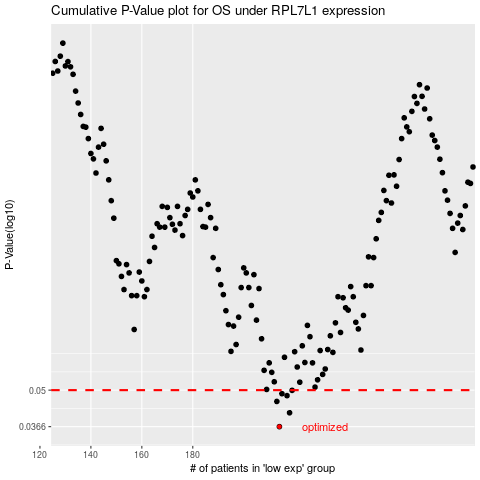 Cumulative P-Value plot for OS under RPL7L1 expression
P-Value(log10)
0.05
0.0366
optimized
120 140 160 180
# of patients in 'low exp' group